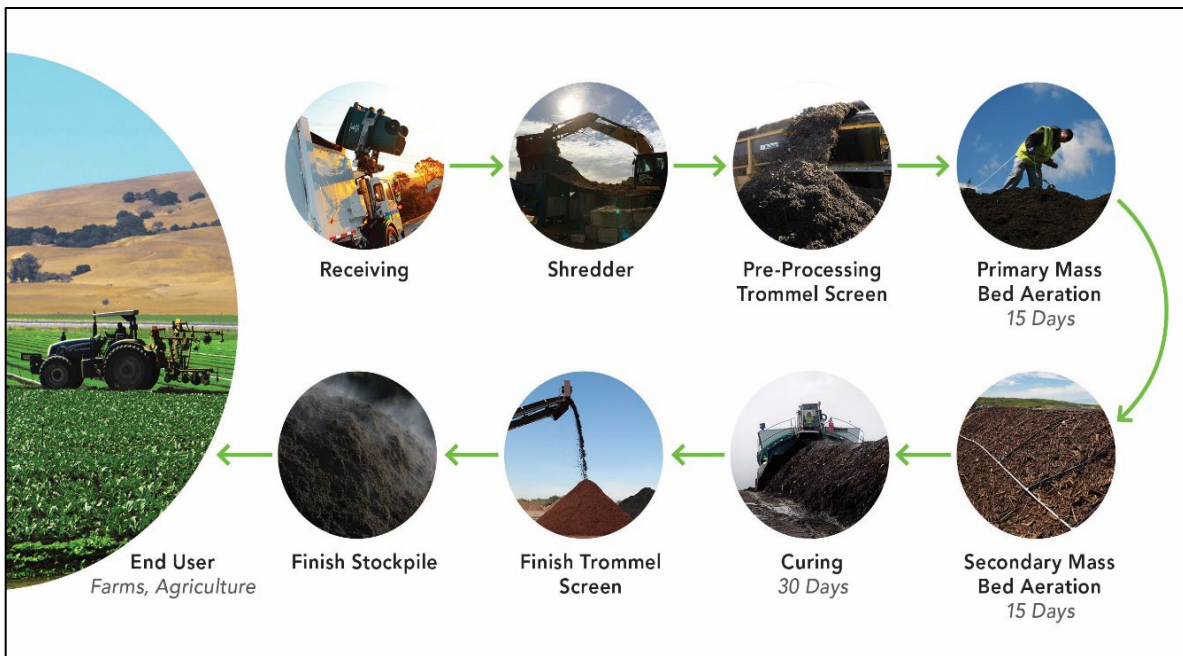 Receiving
Shredder
Pre-Processing
Trommel Screen
Primary Mass
Bed Aeration
15 Days
Secondary Mass
Bed Aeration
15 Days
Curing
30 Days
Finish Trommel
Screen
Finish Stockpile
End User
Farms, Agriculture